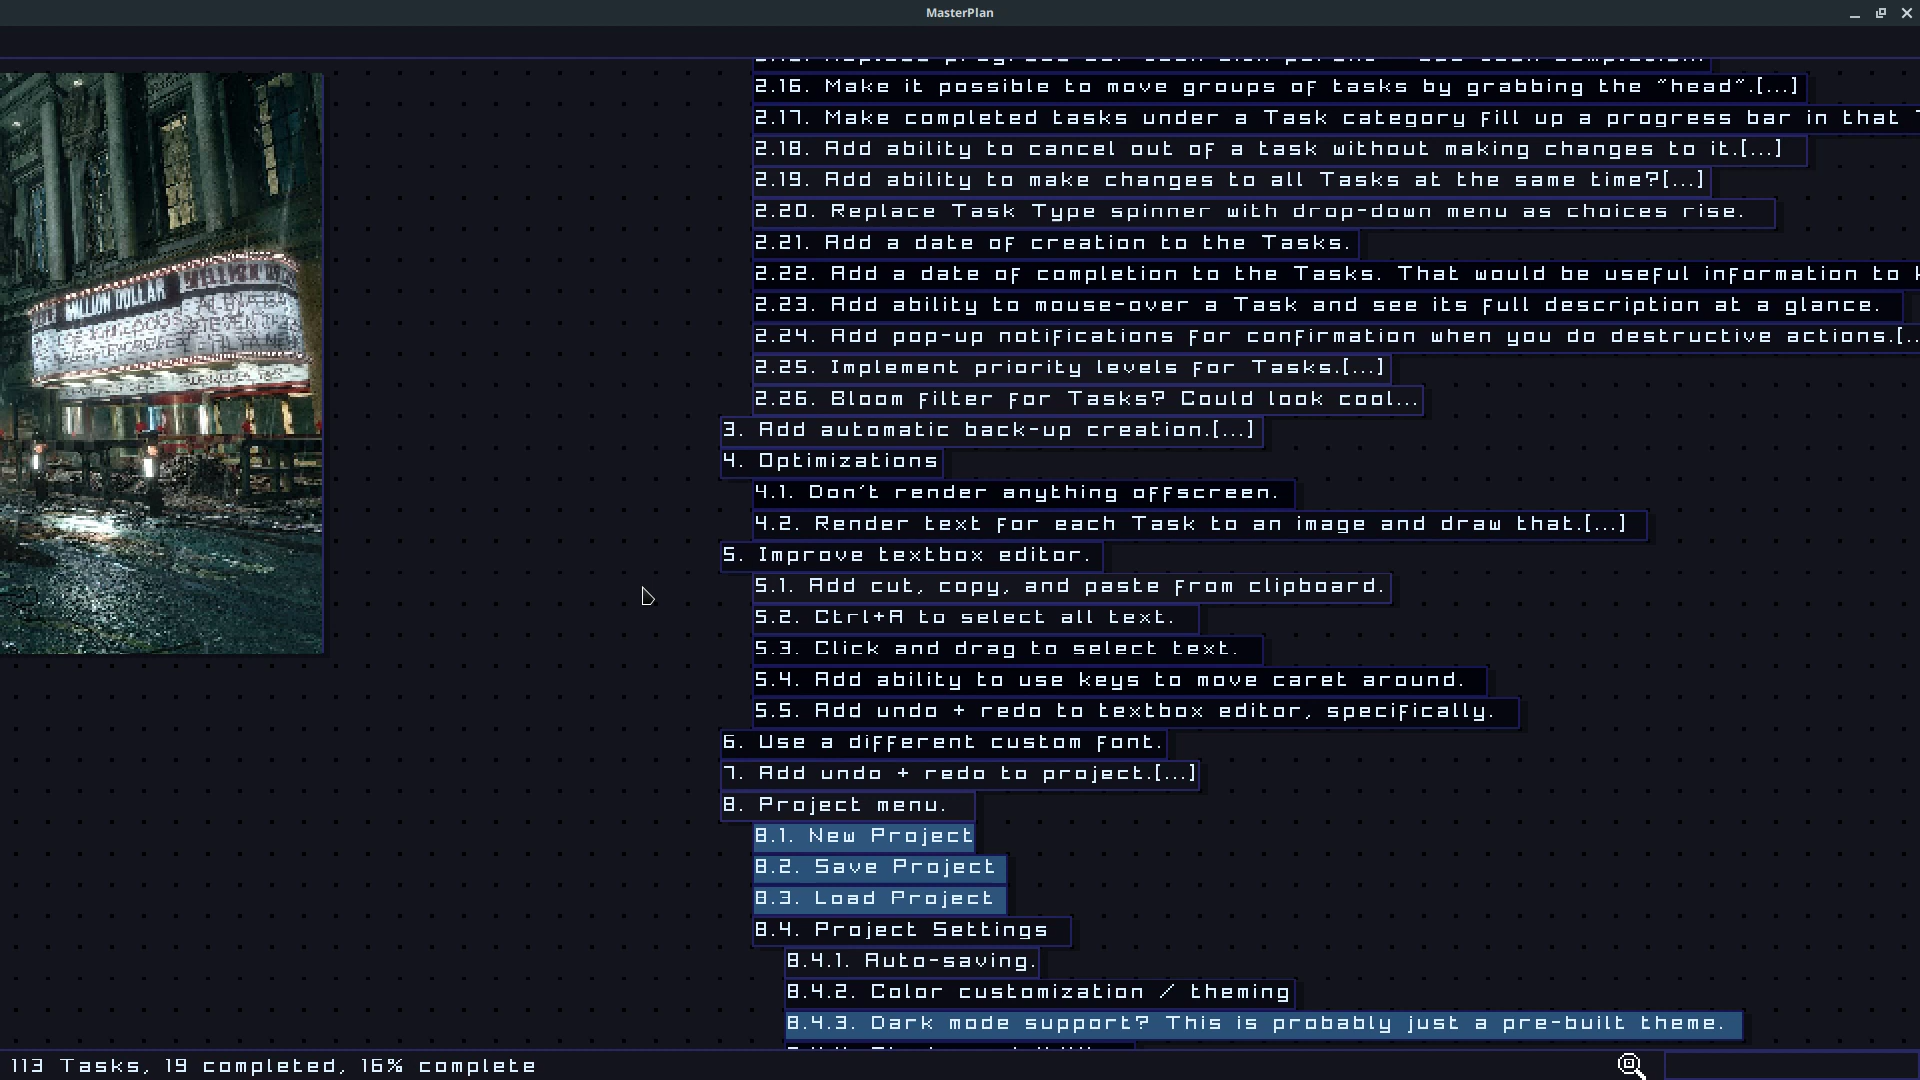 MasterPlan
2.16. Make it possible to move groups of tasks by grabbing the "head".[...]
2.17. Make completed tasks under a Task category fill up a progress bar in that
2.18. Add ability to cancel out of a task without making changes to it.[...]
2.19. Add ability to make changes to all Tasks at the same time?[...]
2.20. Replace Task Type spinner with drop-down menu as choices rise.
2.21. Add a date of creation to the Tasks.
2.22. Add a date of completion to the Tasks. That would be useful information to
2.23. Add ability to mouse-over a Task and see its full description at a glance.
2.24. Add pop-up notifications for confirmation when you do destructive actions.[..
2.25. Implement priority levels for Tasks.[...]
2.26. Bloom filter for Tasks? Could look cool...
3. Add automatic back-up creation.[...]
4. Optimizations
4.1. Don't render anything offscreen.
4.2. Render text for each Task to an image and draw that.[...]
5. Improve textbox editor.
5.1. Add cut, copy, and paste from clipboard.
5.2. Ctrl+A to select all text.
5.3. Click and drag to select text.
5.4. Add ability to use keys to move caret around.
5.5. Add undo + redo to textbox editor, specifically.
6. Use a different custom font.
7. Add undo + redo to project.[...]
8. Project menu.
8.1. New Project
8.2. Save Project
8.3. Load Project
8.4. Project Settings
8.4.1. Auto-saving.
8.4.2. Color customization / theming
8.4.3. Dark mode support? This is probably just a pre-built theme.
113 Tasks, 19 completed, 16% complete
MILLION DOLLAR